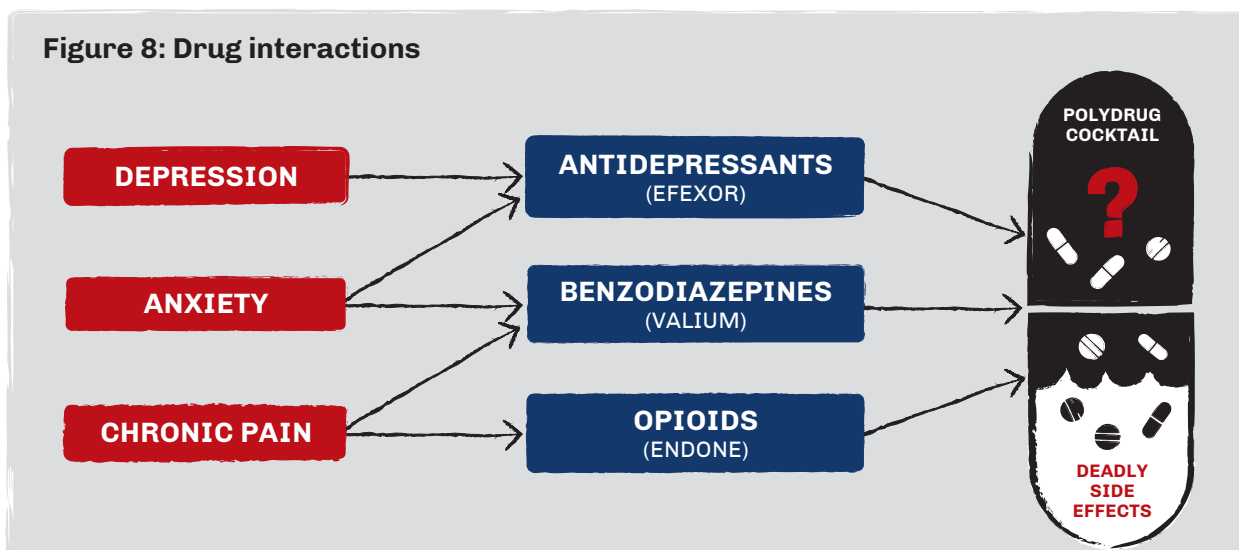 Figure 8: Drug interactions
DEPRESSION
ANTIDEPRESSANTS
(EFEXOR)
ANXIETY
BENZODIAZEPINES
(VALIUM)
CHRONIC PAIN
OPIOIDS
(ENDONE)
POLYDRUG
COCKTAIL
?
DEADLY
SIDE
EFFECTS